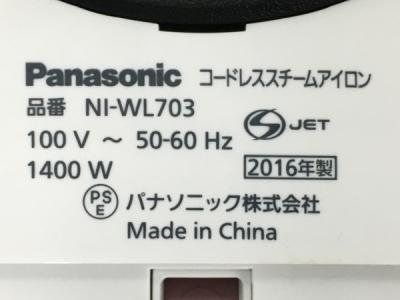 Panasonic コードレススチームアイロン
品番 NI-WL703
100 V ～ 50-60 Hz
S JET
1400 W
2016年製
PS E パナソニック株式会社
Made in China